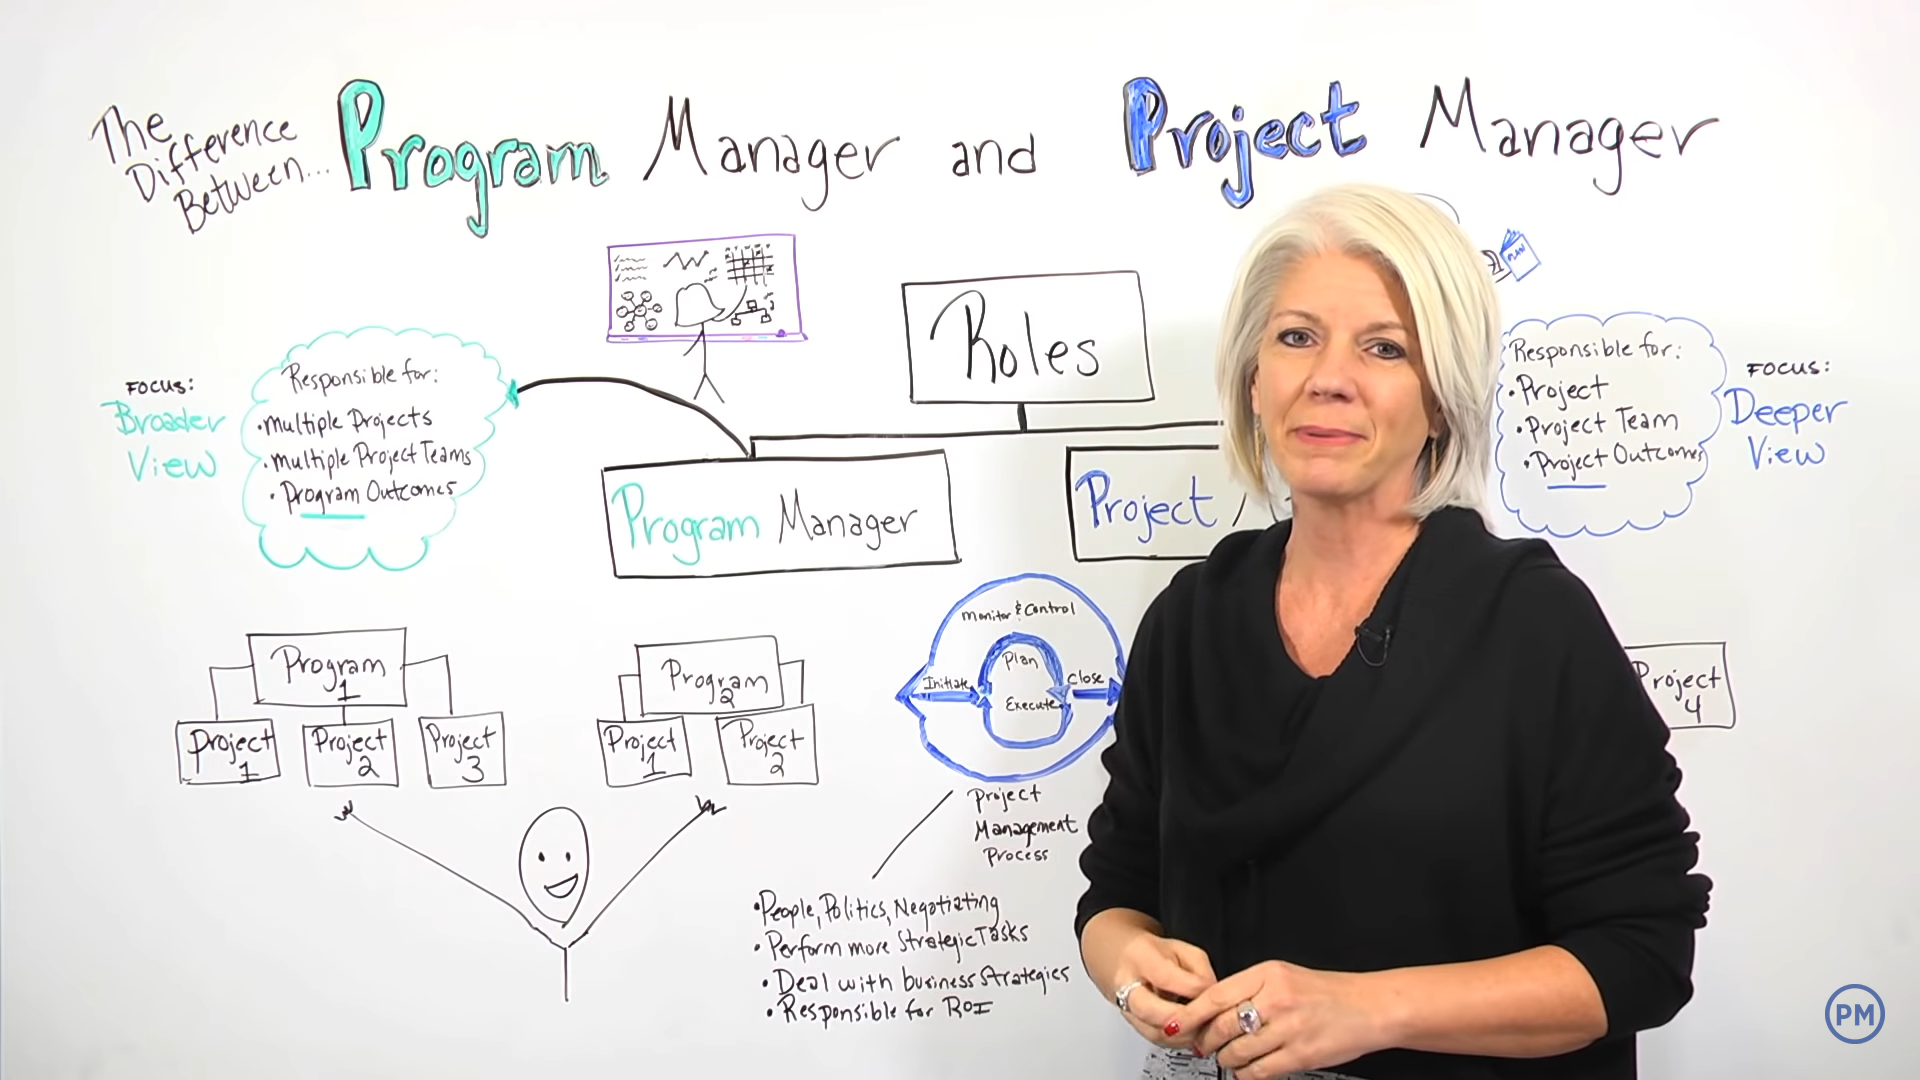 The
Difference
Between...
Program Manager and Project Manager
PLAN
Roles
FOCUS:
Broader
View
Responsible for:
• Multiple Projects
• Multiple Project Teams
• Program Outcomes
Program Manager
Project
Responsible for:
• Project
• Project Team
• Project Outcomes
FOCUS:
Deeper
View
Program
1
Project
1
Project
2
Project
3
Program
2
Project
1
Project
2
Monitor & Control
Plan
Initiate
Close
Execute
Project
Management
Process
Project
4
• People, Politics, Negotiating
• Perform more Strategic Tasks
• Deal with business Strategies
• Responsible for ROI
PM